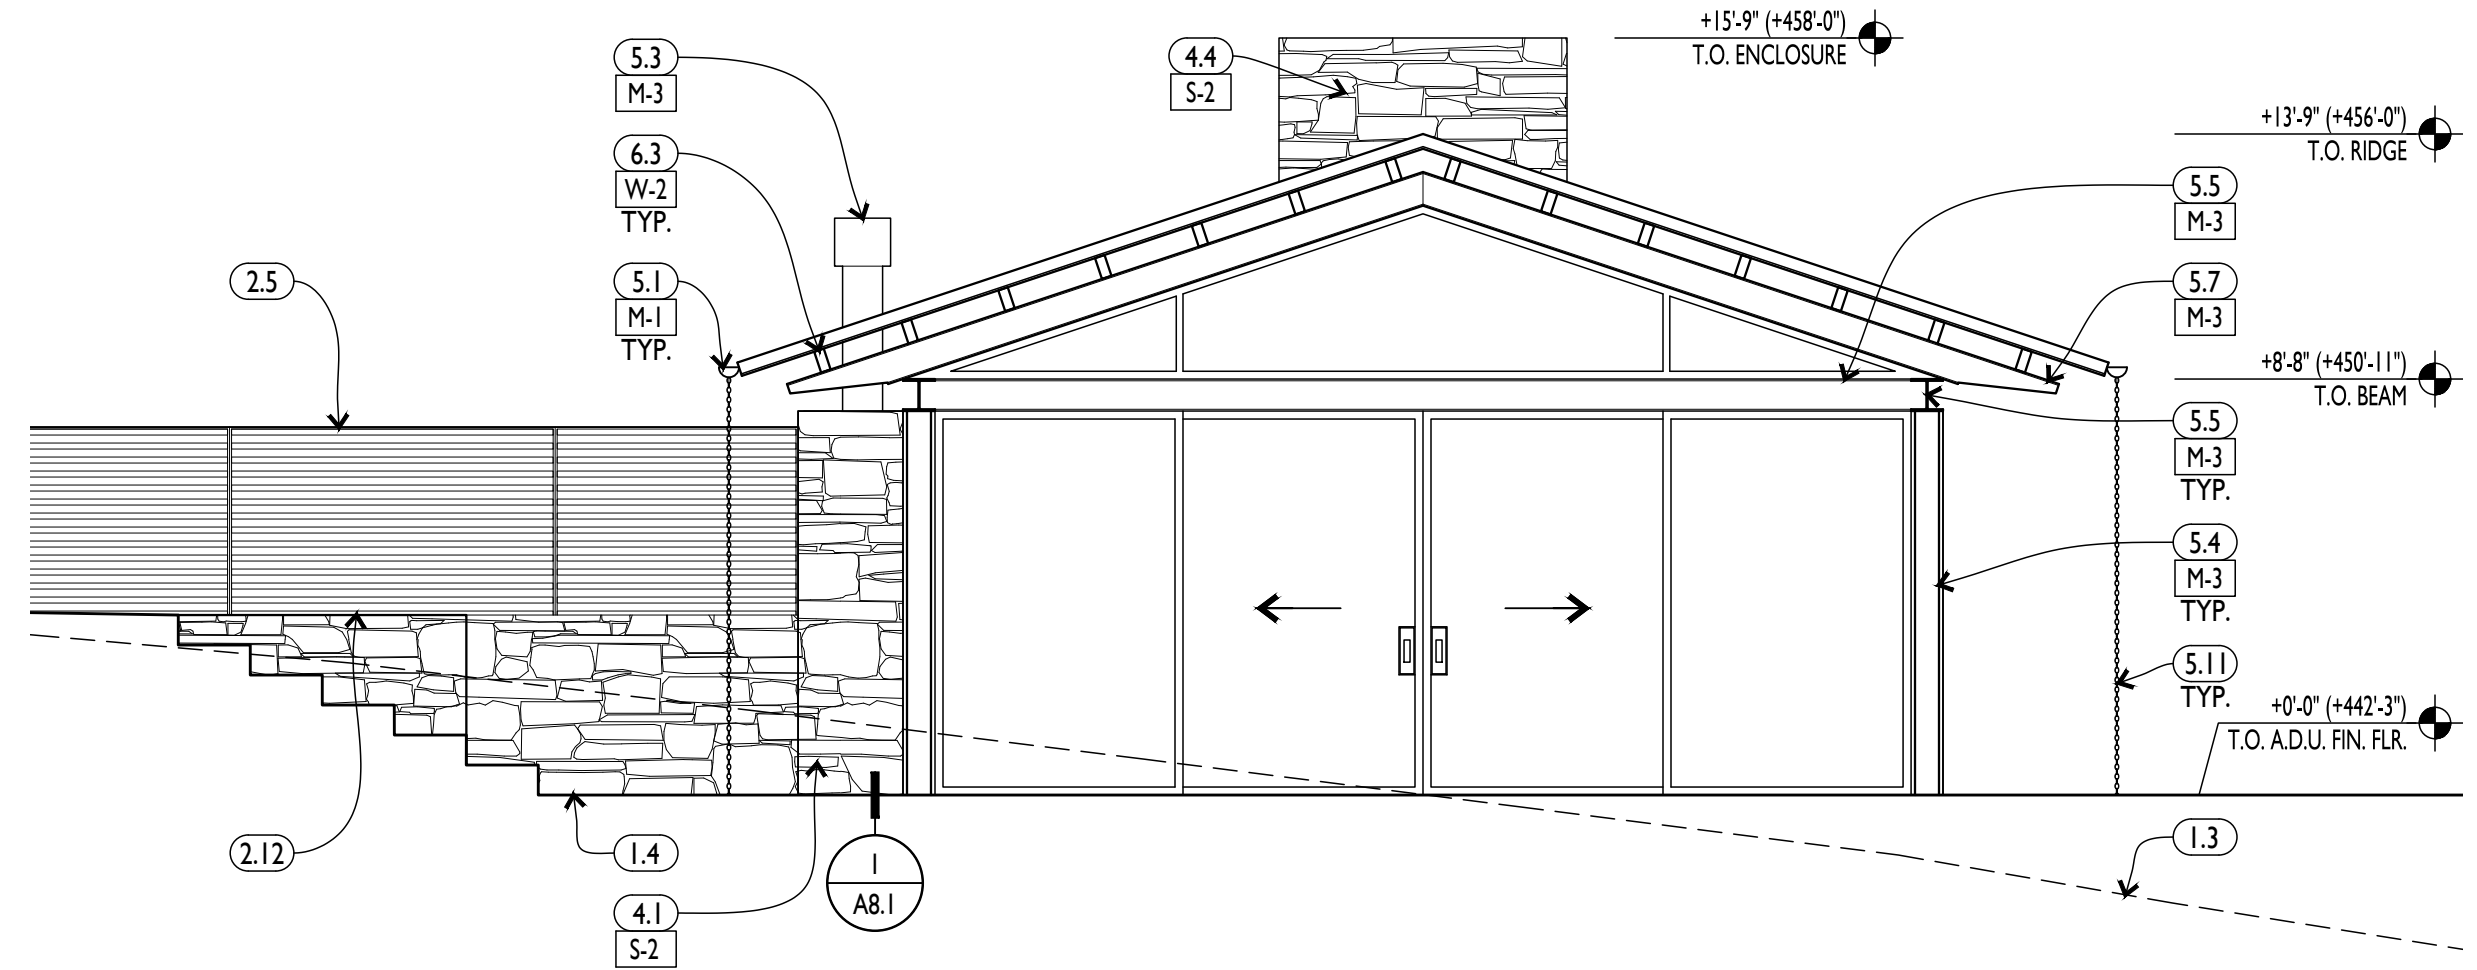 +15'-9" (+458'-0")
T.O. ENCLOSURE
5.3
M-3
4.4
S-2
+13'-9" (+456'-0")
T.O. RIDGE
6.3
W-2
TYP.
5.5
M-3
2.5
5.1
M-1
TYP.
5.7
M-3
+8'-8" (+450'-11")
T.O. BEAM
5.5
M-3
TYP.
5.4
M-3
TYP.
5.11
TYP.
+0'-0" (+442'-3")
T.O. A.D.U. FIN. FLR.
2.12
1.4
1
A8.1
1.3
4.1
S-2